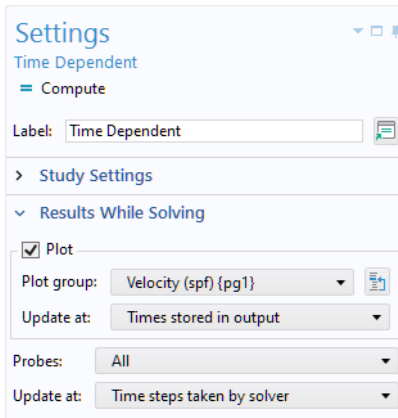 Settings
Time Dependent
= Compute
Label: Time Dependent
Study Settings
Results While Solving
Plot
Plot group: Velocity (spf) {pg1}
Update at: Times stored in output
Probes: All
Update at: Time steps taken by solver